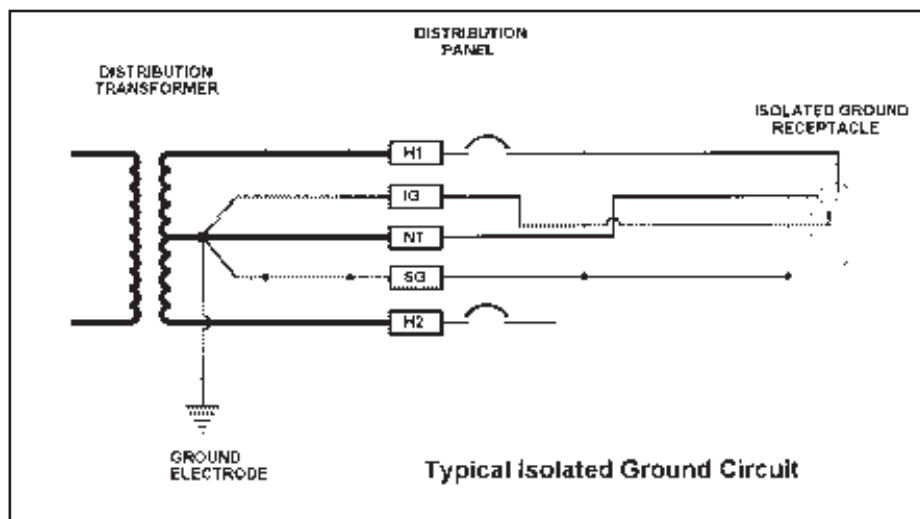 DISTRIBUTION
PANEL
DISTRIBUTION
TRANSFORMER
ISOLATED GROUND
RECEPTACLE
H1
IG
NT
SG
H2
GROUND
ELECTRODE
Typical Isolated Ground Circuit